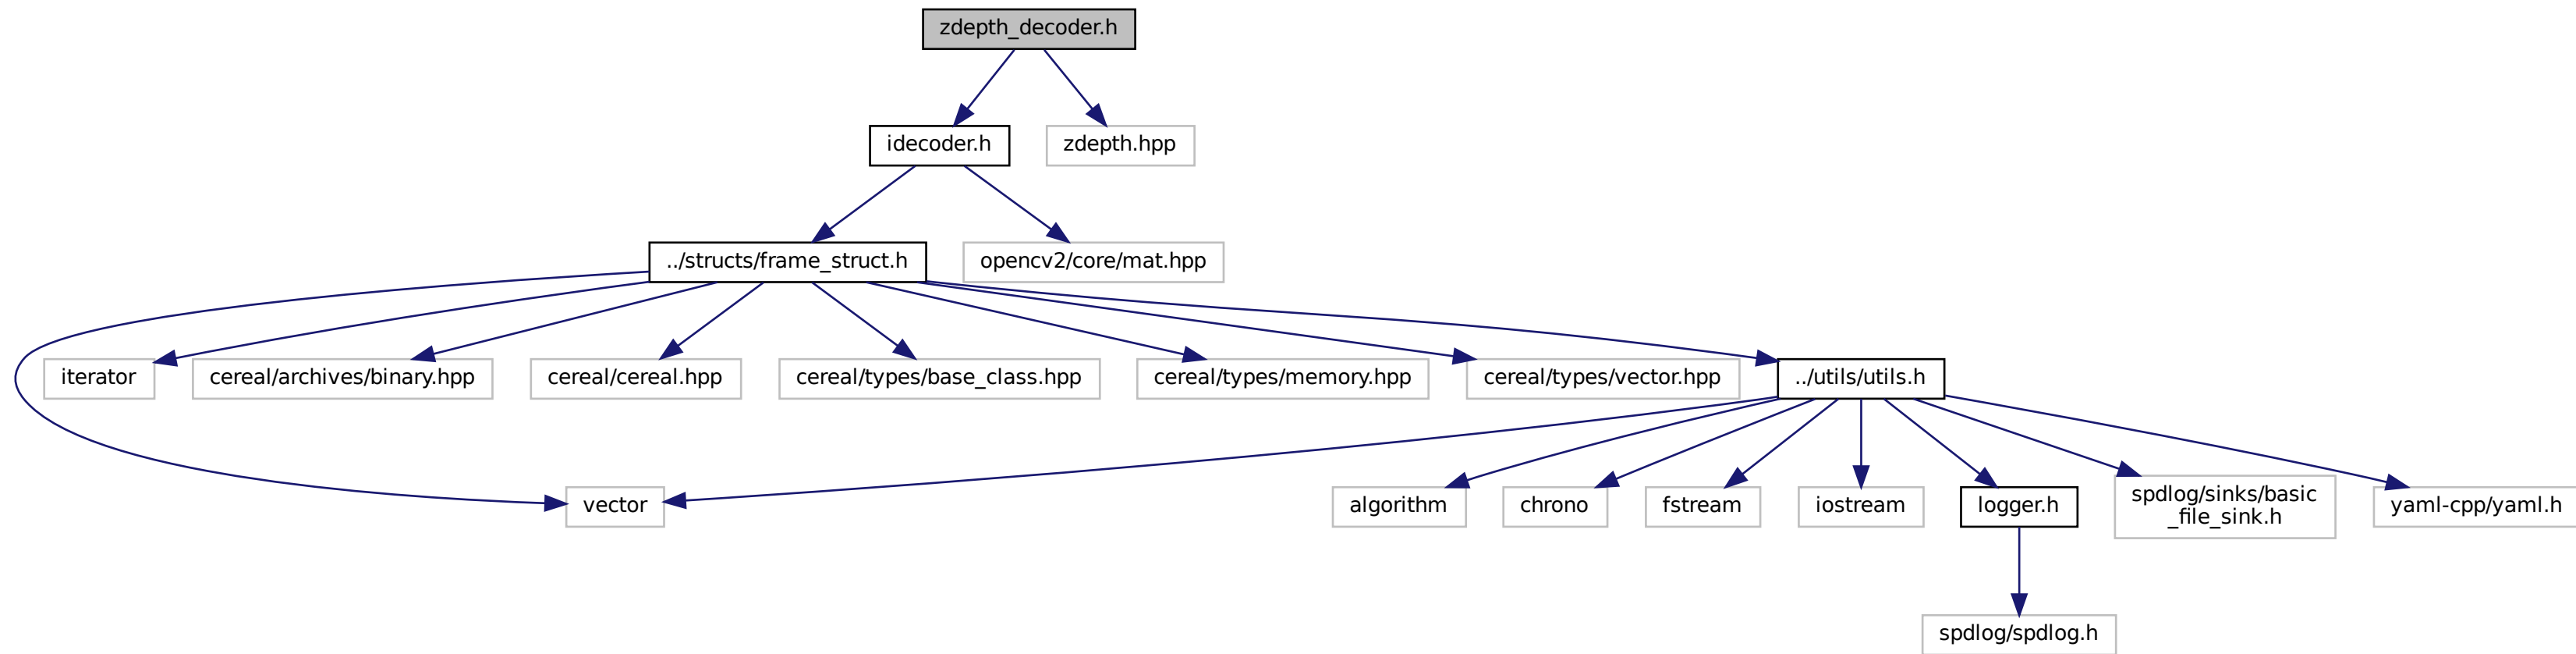 zdepth_decoder.h
idecoder.h
zdepth.hpp
../structs/frame_struct.h
opencv2/core/mat.hpp
iterator
cereal/archives/binary.hpp
cereal/cereal.hpp
cereal/types/base_class.hpp
cereal/types/memory.hpp
cereal/types/vector.hpp
../utils/utils.h
vector
algorithm
chrono
fstream
iostream
logger.h
spdlog/sinks/basic
_file_sink.h
yaml-cpp/yaml.h
spdlog/spdlog.h